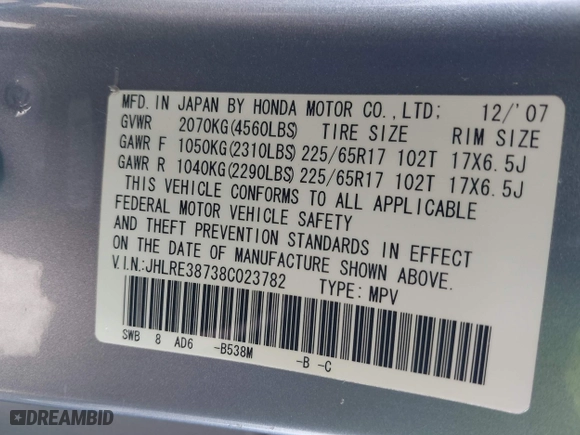 MFD. IN JAPAN BY HONDA MOTOR CO., LTD; 12/'07
GVWR 2070KG(4560LBS) TIRE SIZE RIM SIZE
GAWR F 1050KG(2310LBS) 225/65R17 102T 17X6.5J
GAWR R 1040KG(2290LBS) 225/65R17 102T 17X6.5J
THIS VEHICLE CONFORMS TO ALL APPLICABLE
FEDERAL MOTOR VEHICLE SAFETY
AND THEFT PREVENTION STANDARDS IN EFFECT
ON THE DATE OF MANUFACTURE SHOWN ABOVE.
V.I.N.:JHLRE38738C023782 TYPE: MPV
SWB 8 AD6 -B538M -B -C
DREAMBID